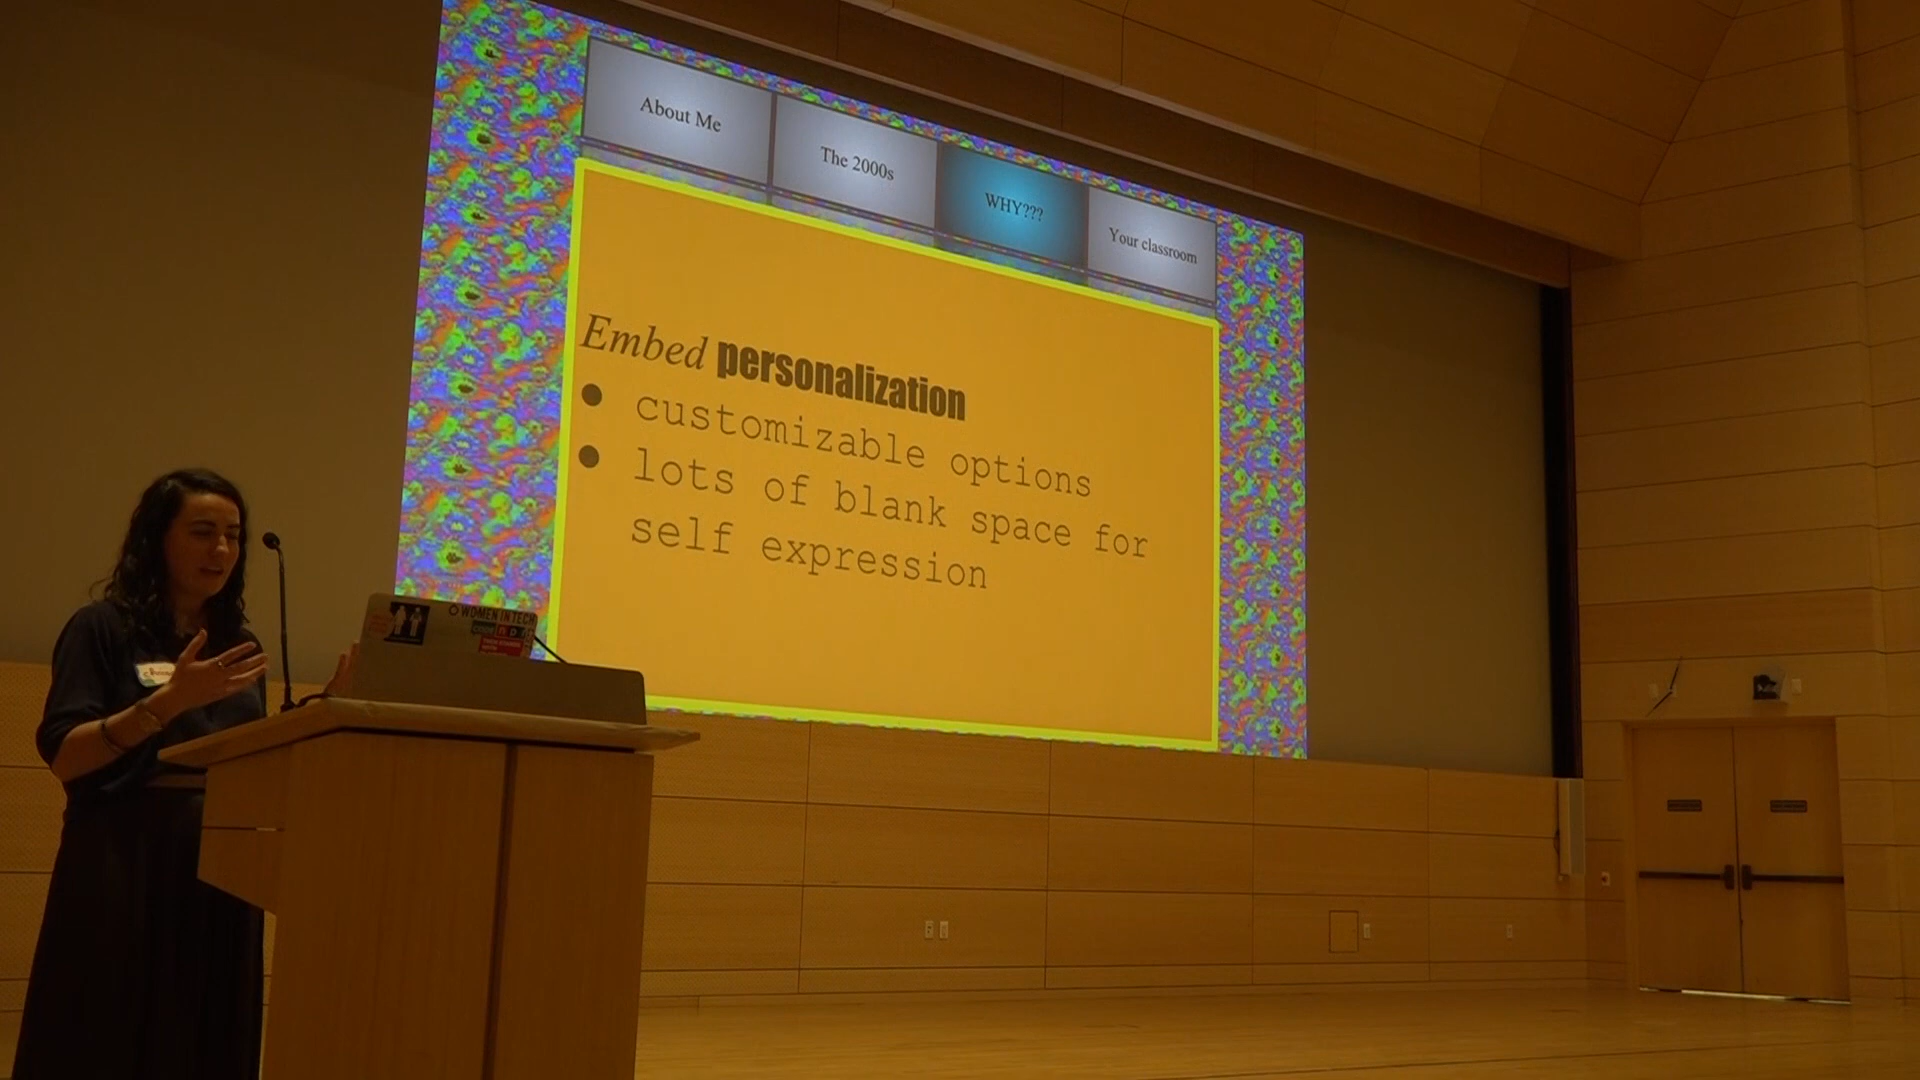 About Me
The 2000s
WHY???
Your classroom
Embed personalization
● customizable options
● lots of blank space for
self expression
WOMEN IN TECH